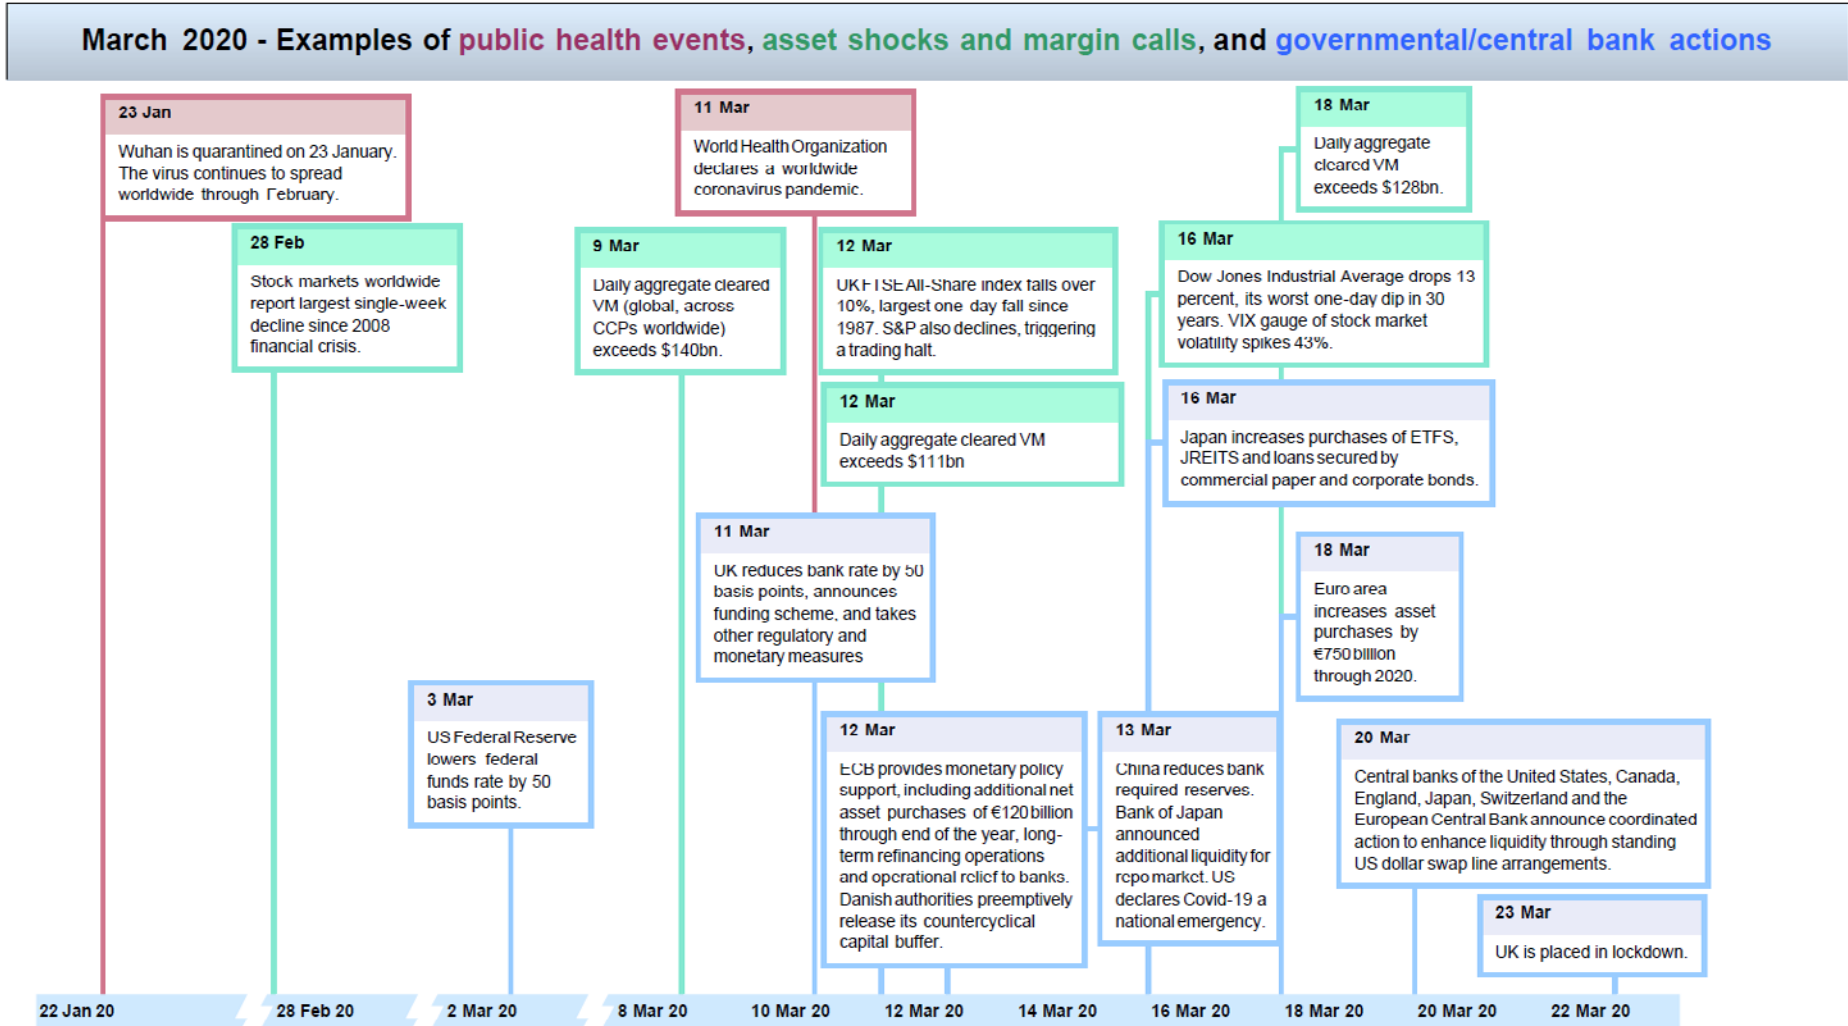 March 2020 - Examples of public health events, asset shocks and margin calls, and governmental/central bank actions
23 Jan
Wuhan is quarantined on 23 January.
The virus continues to spread
worldwide through February.
28 Feb
Stock markets worldwide
report largest single-week
decline since 2008
financial crisis.
3 Mar
US Federal Reserve
lowers federal
funds rate by 50
basis points.
9 Mar
Daily aggregate cleared
VM (global, across
CCPs worldwide)
exceeds $140bn.
11 Mar
World Health Organization
declares a worldwide
coronavirus pandemic.
11 Mar
UK reduces bank rate by 50
basis points, announces
funding scheme, and takes
other regulatory and
monetary measures
12 Mar
UK FTSE All-Share index falls over
10%, largest one day fall since
1987. S&P also declines, triggering
a trading halt.
12 Mar
Daily aggregate cleared VM
exceeds $111bn
12 Mar
ECB provides monetary policy
support, including additional net
asset purchases of €120 billion
through end of the year, long-
term refinancing operations
and operational relief to banks.
Danish authorities preemptively
release its countercyclical
capital buffer.
13 Mar
China reduces bank
required reserves.
Bank of Japan
announced
additional liquidity for
repo market. US
declares Covid-19 a
national emergency.
18 Mar
Daily aggregate
cleared VM
exceeds $128bn.
16 Mar
Dow Jones Industrial Average drops 13
percent, its worst one-day dip in 30
years. VIX gauge of stock market
volatility spikes 43%.
16 Mar
Japan increases purchases of ETFS,
JREITS and loans secured by
commercial paper and corporate bonds.
18 Mar
Euro area
increases asset
purchases by
€750 billion
through 2020.
20 Mar
Central banks of the United States, Canada,
England, Japan, Switzerland and the
European Central Bank announce coordinated
action to enhance liquidity through standing
US dollar swap line arrangements.
23 Mar
UK is placed in lockdown.
22 Jan 20
28 Feb 20
2 Mar 20
8 Mar 20
10 Mar 20
12 Mar 20
14 Mar 20
16 Mar 20
18 Mar 20
20 Mar 20
22 Mar 20